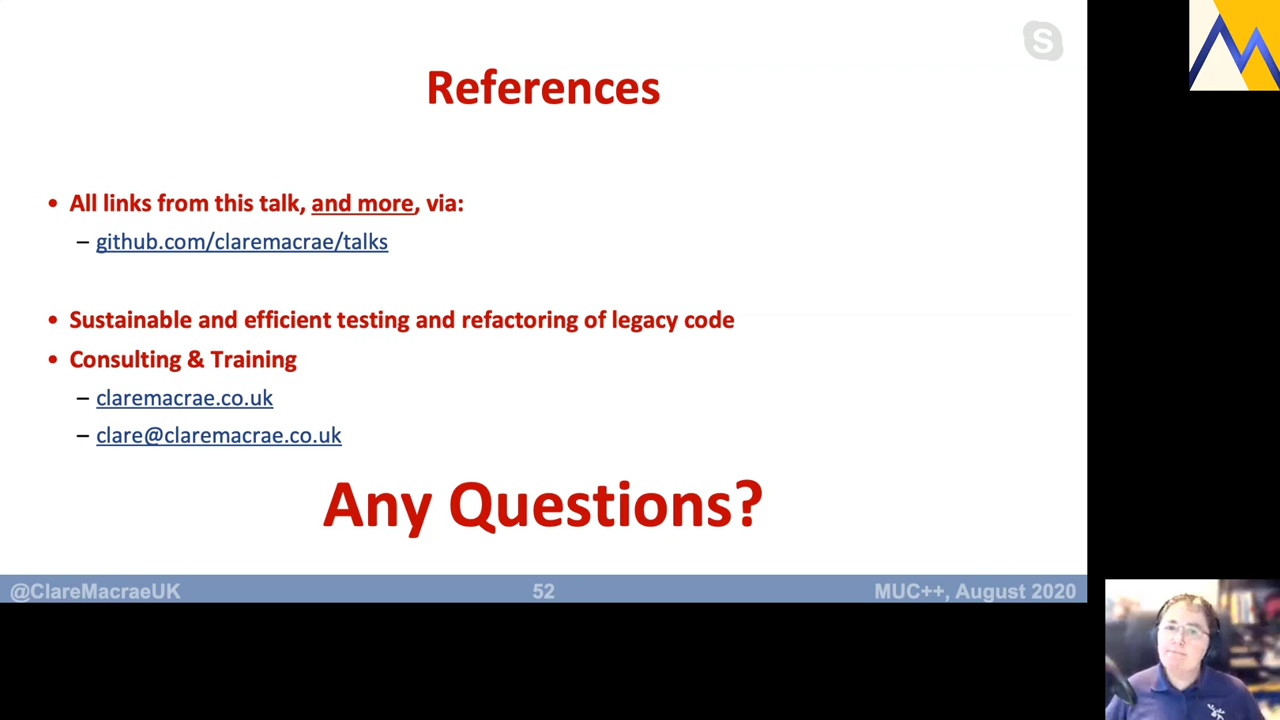 S
References
• All links from this talk, and more, via:
– github.com/claremacrae/talks
• Sustainable and efficient testing and refactoring of legacy code
• Consulting & Training
– claremacrae.co.uk
– clare@claremacrae.co.uk
Any Questions?
@ClareMacraeUK 52 MUC++, August 2020